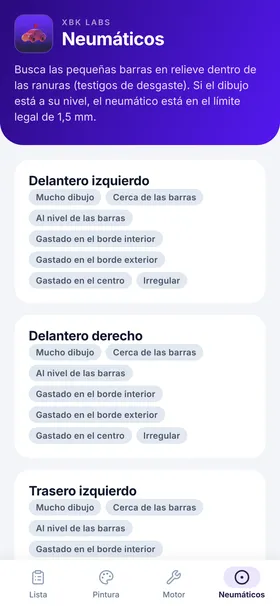 XBK LABS
Neumáticos
Busca las pequeñas barras en relieve dentro de
las ranuras (testigos de desgaste). Si el dibujo
está a su nivel, el neumático está en el límite
legal de 1,5 mm.
Delantero izquierdo
Mucho dibujo Cerca de las barras
Al nivel de las barras
Gastado en el borde interior
Gastado en el borde exterior
Gastado en el centro Irregular
Delantero derecho
Mucho dibujo Cerca de las barras
Al nivel de las barras
Gastado en el borde interior
Gastado en el borde exterior
Gastado en el centro Irregular
Trasero izquierdo
Mucho dibujo Cerca de las barras
Al nivel de las barras
Gastado en el borde interior
Lista Pintura Motor Neumáticos